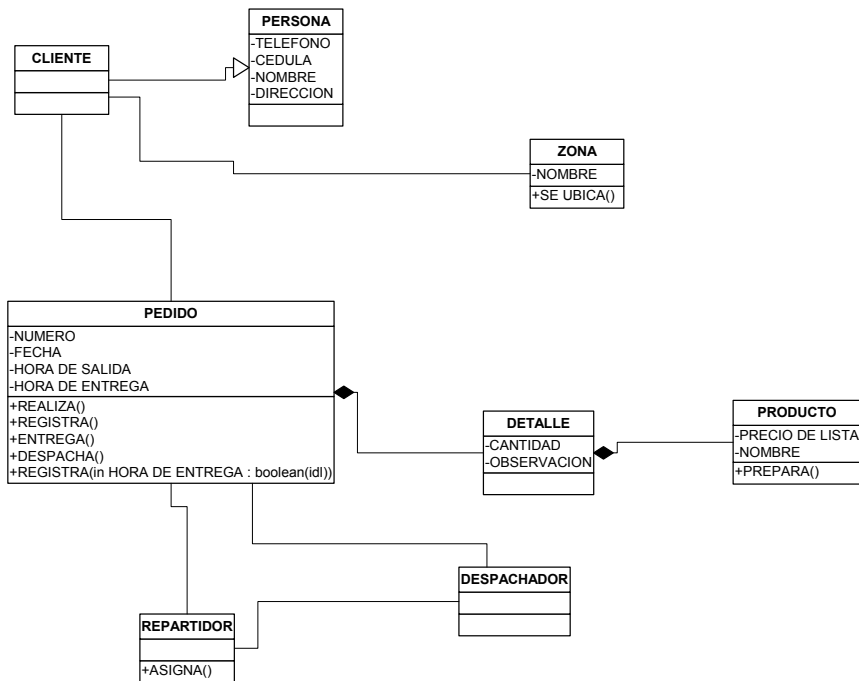 PERSONA
-TELEFONO
-CEDULA
-NOMBRE
-DIRECCION
CLIENTE
ZONA
-NOMBRE
+SE UBICA()
PEDIDO
-NUMERO
-FECHA
-HORA DE SALIDA
-HORA DE ENTREGA
+REALIZA()
+REGISTRA()
+ENTREGA()
+DESPACHA()
+REGISTRA(in HORA DE ENTREGA : boolean(idl))
DETALLE
-CANTIDAD
-OBSERVACION
PRODUCTO
-PRECIO DE LISTA
-NOMBRE
+PREPARA()
DESPACHADOR
REPARTIDOR
+ASIGNA()